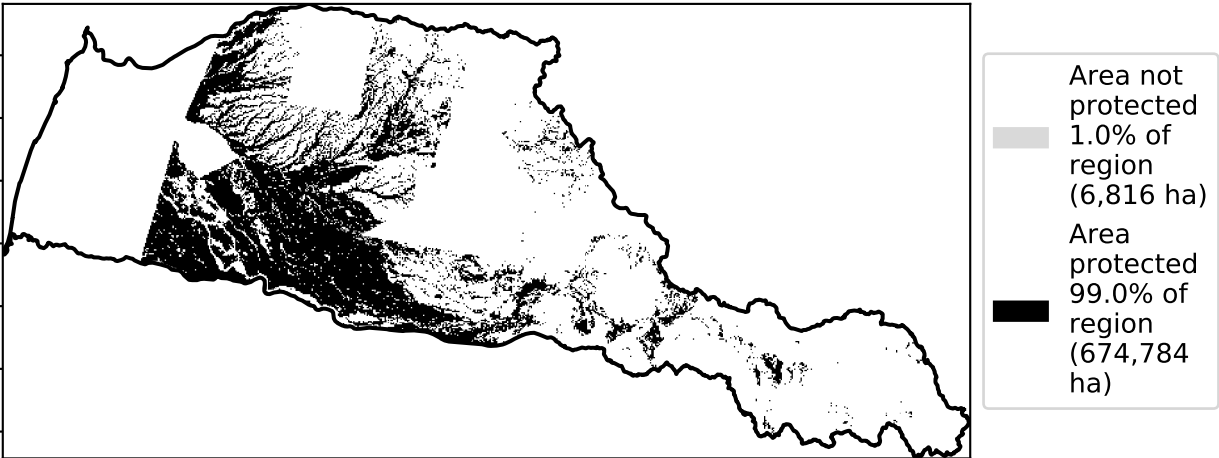 Area not
protected
1.0% of
region
(6,816 ha)
Area
protected
99.0% of
region
(674,784
ha)